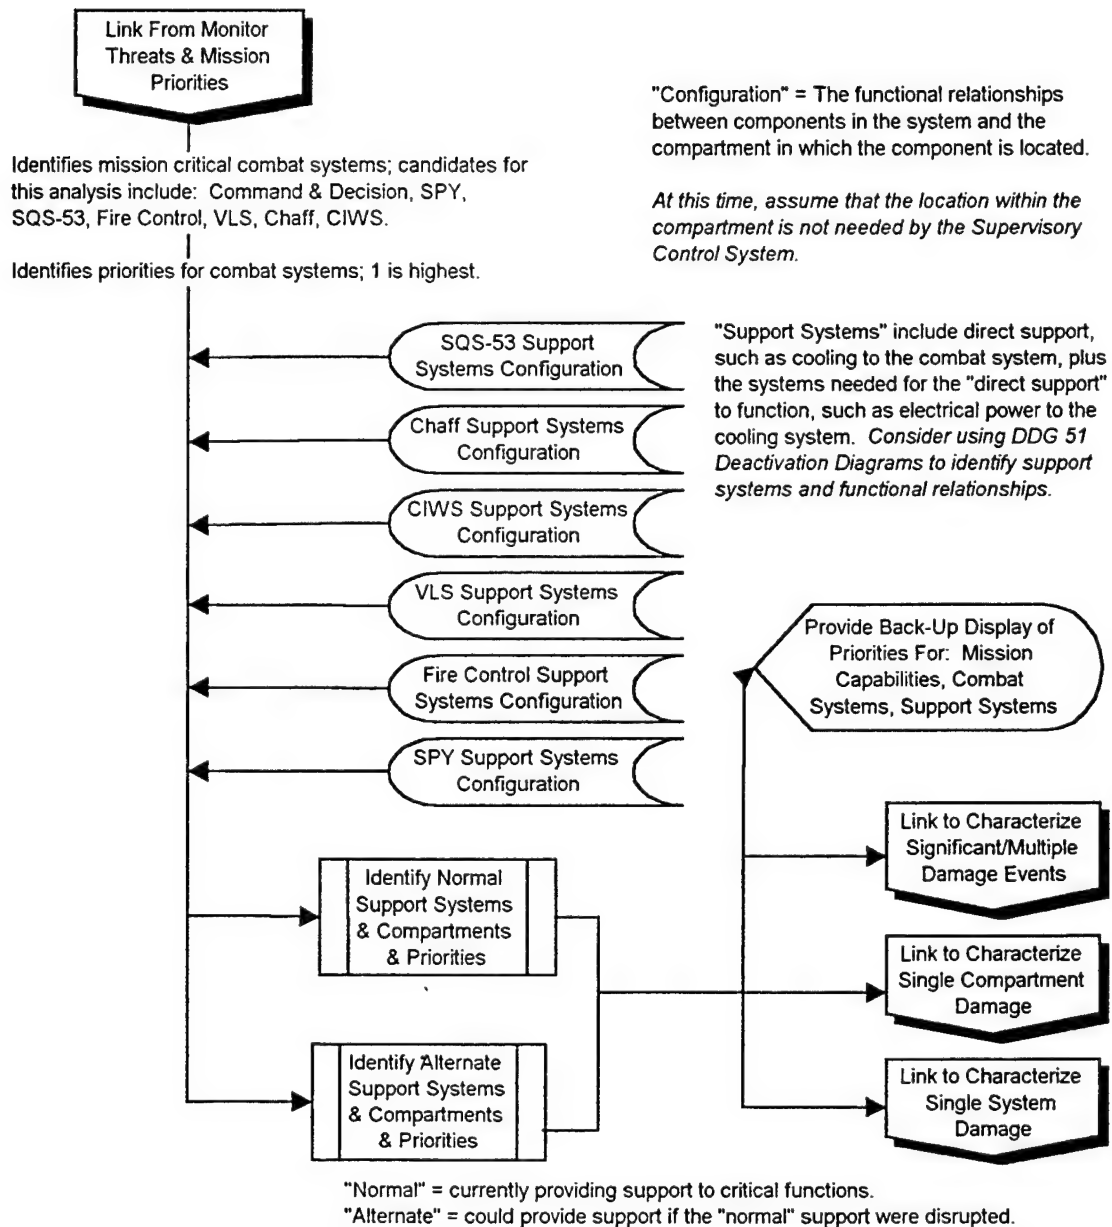 Link From Monitor
Threats & Mission
Priorities
"Configuration" = The functional relationships
between components in the system and the
compartment in which the component is located.
At this time, assume that the location within the
compartment is not needed by the Supervisory
Control System.
Identifies mission critical combat systems; candidates for
this analysis include: Command & Decision, SPY,
SQS-53, Fire Control, VLS, Chaff, CIWS.
Identifies priorities for combat systems; 1 is highest.
SQS-53 Support
Systems Configuration
"Support Systems" include direct support,
such as cooling to the combat system, plus
the systems needed for the "direct support"
to function, such as electrical power to the
cooling system. Consider using DDG 51
Deactivation Diagrams to identify support
systems and functional relationships.
Chaff Support Systems
Configuration
CIWS Support Systems
Configuration
VLS Support Systems
Configuration
Fire Control Support
Systems Configuration
SPY Support Systems
Configuration
Provide Back-Up Display of
Priorities For: Mission
Capabilities, Combat
Systems, Support Systems
Link to Characterize
Significant/Multiple
Damage Events
Identify Normal
Support Systems
& Compartments
& Priorities
Link to Characterize
Single Compartment
Damage
Identify Alternate
Support Systems
& Compartments
& Priorities
Link to Characterize
Single System
Damage
"Normal" = currently providing support to critical functions.
"Alternate" = could provide support if the "normal" support were disrupted.